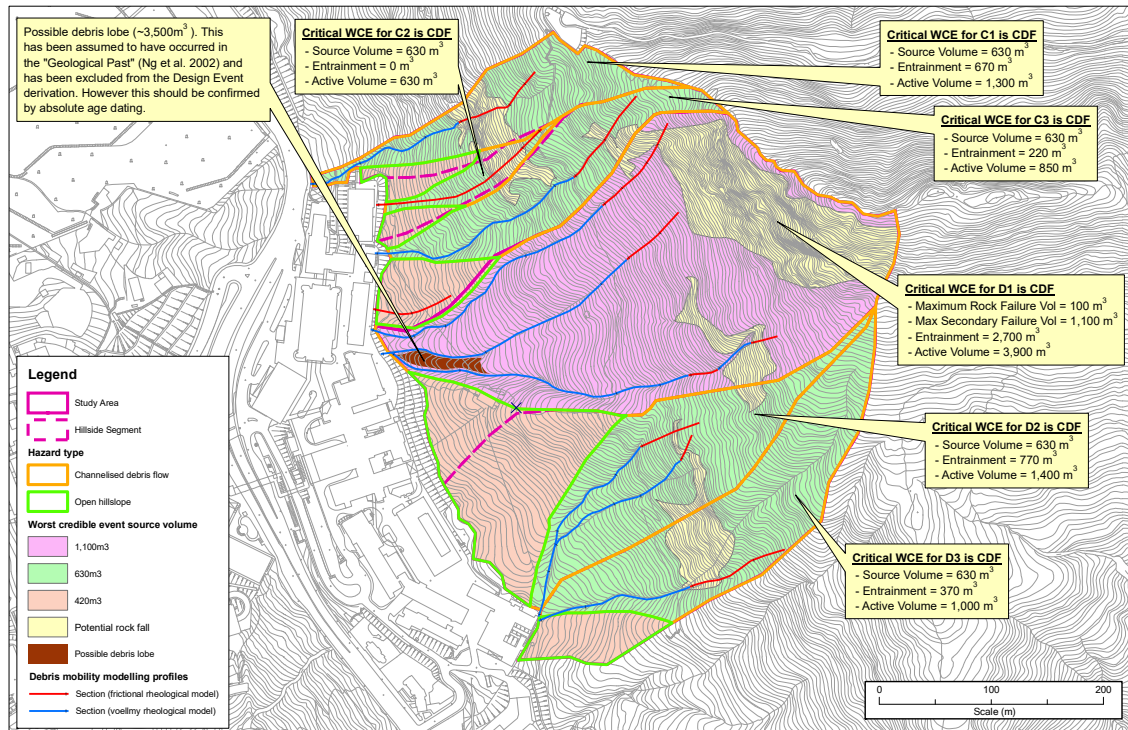 Possible debris lobe (~3,500m³ ). This
has been assumed to have occurred in
the "Geological Past" (Ng et al. 2002) and
has been excluded from the Design Event
derivation. However this should be confirmed
by absolute age dating.
Critical WCE for C2 is CDF
- Source Volume = 630 m³
- Entrainment = 0 m³
- Active Volume = 630 m³
Critical WCE for C1 is CDF
- Source Volume = 630 m³
- Entrainment = 670 m³
- Active Volume = 1,300 m³
Critical WCE for C3 is CDF
- Source Volume = 630 m³
- Entrainment = 220 m³
- Active Volume = 850 m³
Critical WCE for D1 is CDF
- Maximum Rock Failure Vol = 100 m³
- Max Secondary Failure Vol = 1,100 m³
- Entrainment = 2,700 m³
- Active Volume = 3,900 m³
Critical WCE for D2 is CDF
- Source Volume = 630 m³
- Entrainment = 770 m³
- Active Volume = 1,400 m³
Critical WCE for D3 is CDF
- Source Volume = 630 m³
- Entrainment = 370 m³
- Active Volume = 1,000 m³
Legend
Study Area
Hillside Segment
Hazard type
Channelised debris flow
Open hillslope
Worst credible event source volume
1,100m3
630m3
420m3
Potential rock fall
Possible debris lobe
Debris mobility modelling profiles
Section (frictional rheological model)
Section (voellmy rheological model)
0 100 200
Scale (m)